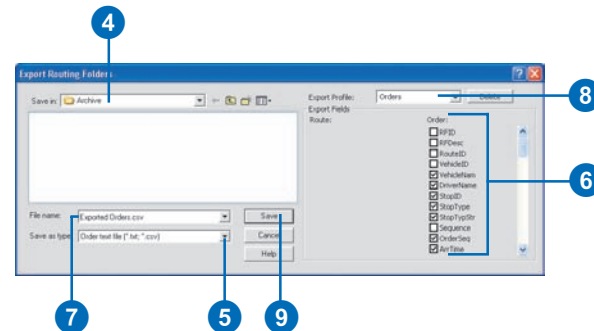 4
Export Routing Folders
Save in: Archive
Export Profile: Orders Delete
8
Export Fields
Route: Order:
RFID
RFDesc
RouteID
VehicleID
VehicleNam
DriverName
6
StopID
StopType
StopTypStr
Sequence
OrderSeq
ArrTime
File name: Exported Orders.csv Save
Save as type: Order text file (*.txt; *.csv) Cancel
Help
7 5 9